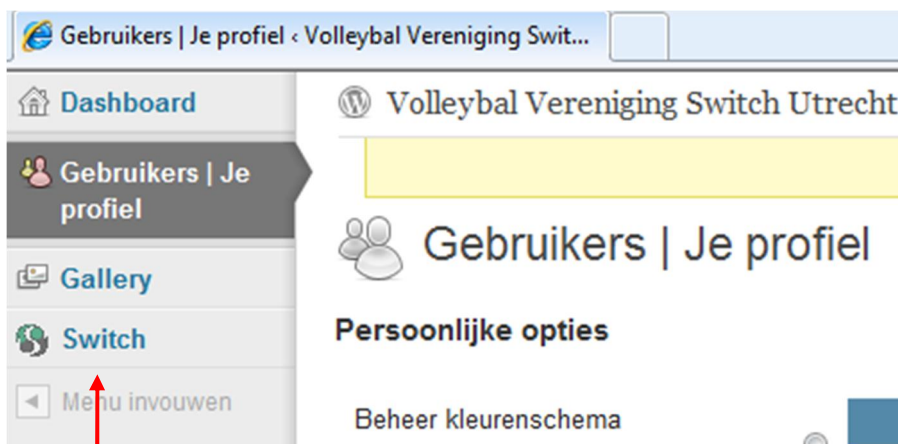 Gebruikers | Je profiel ‹ Volleybal Vereniging Swit...
Dashboard
Gebruikers | Je
profiel
Gallery
Switch
Menu invouwen
Volleybal Vereniging Switch Utrecht
Gebruikers | Je profiel
Persoonlijke opties
Beheer kleurenschema